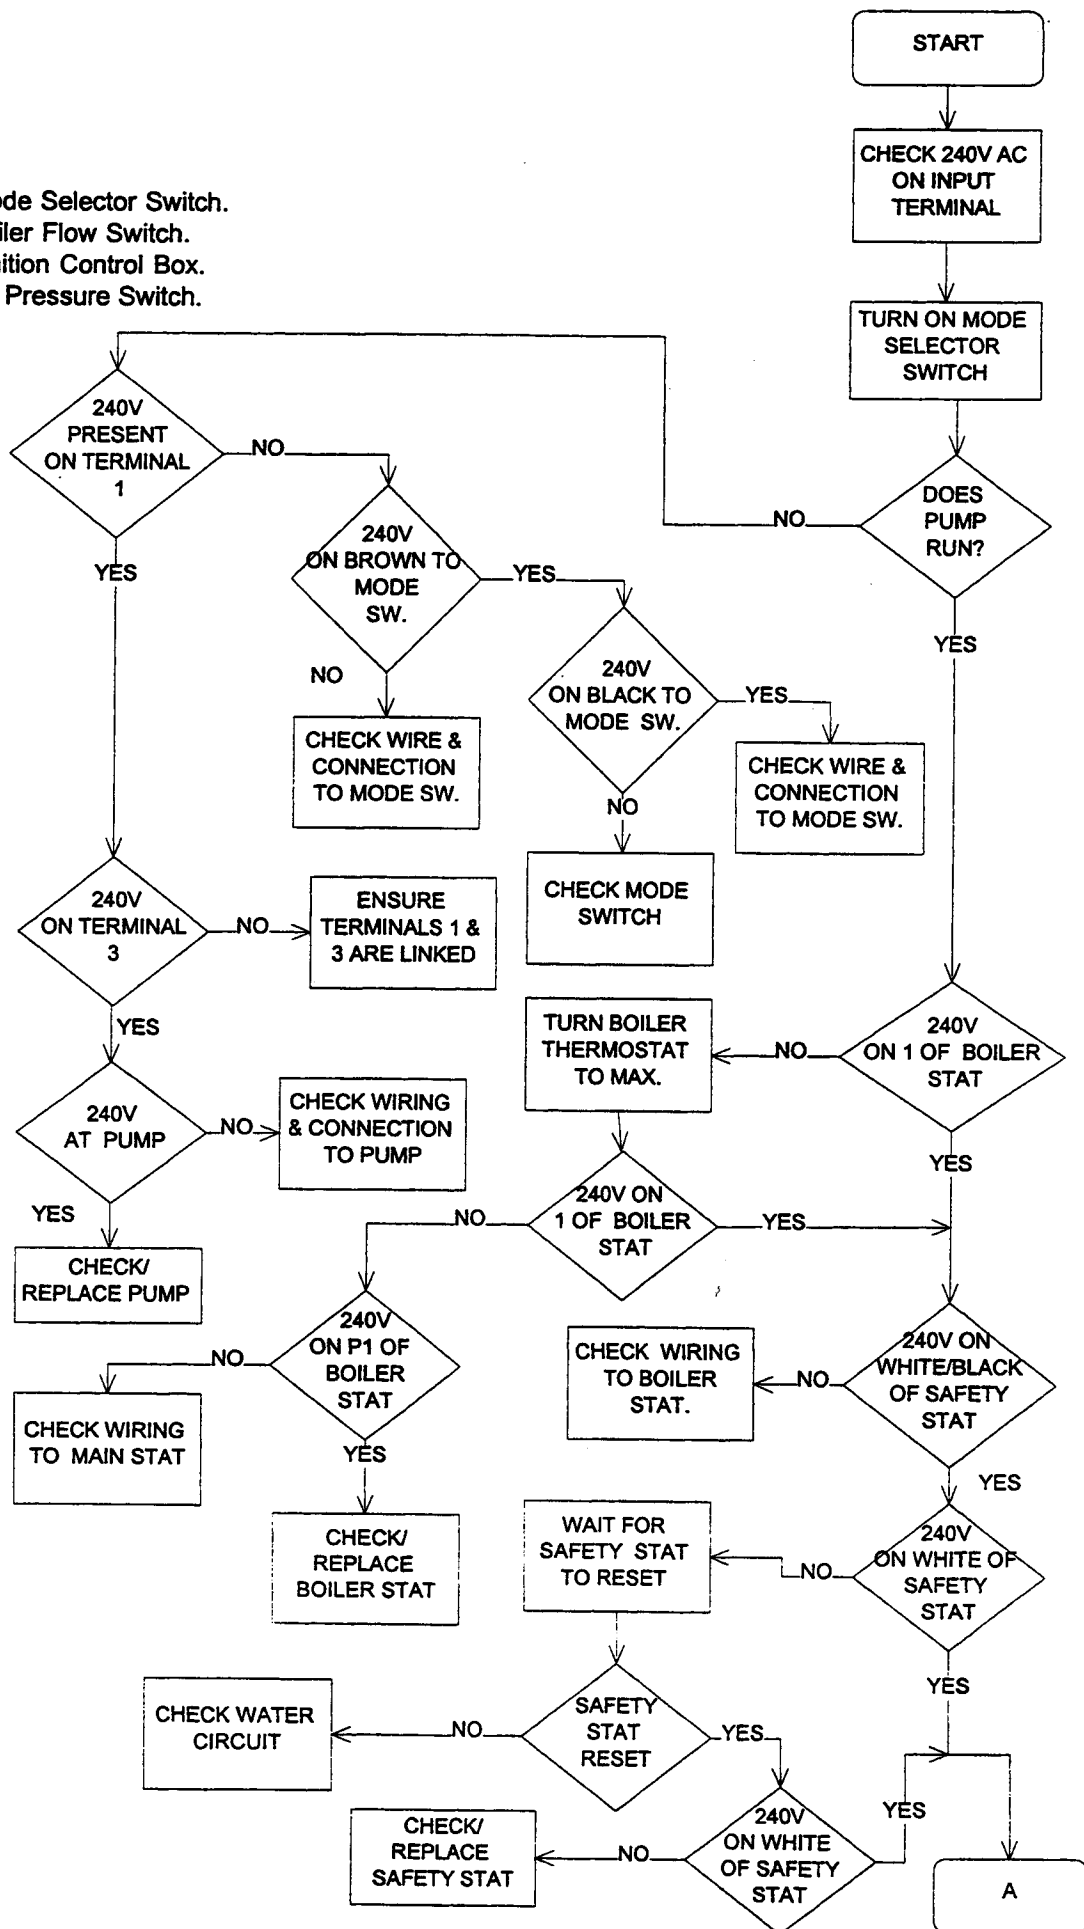 START
CHECK 240V AC
ON INPUT
TERMINAL
ode Selector Switch.
iler Flow Switch.
nition Control Box.
Pressure Switch.
TURN ON MODE
SELECTOR
SWITCH
240V
PRESENT
ON TERMINAL
1
NO
YES
DOES
PUMP
RUN?
NO
YES
240V
ON BROWN TO
MODE
SW.
YES
NO
CHECK WIRE &
CONNECTION
TO MODE SW.
240V
ON BLACK TO
MODE SW.
YES
NO
CHECK WIRE &
CONNECTION
TO MODE SW.
CHECK MODE
SWITCH
240V
ON TERMINAL
3
NO
YES
ENSURE
TERMINALS 1 &
3 ARE LINKED
240V
AT PUMP
NO
YES
CHECK WIRING
& CONNECTION
TO PUMP
CHECK/
REPLACE PUMP
240V
ON 1 OF BOILER
STAT
NO
YES
TURN BOILER
THERMOSTAT
TO MAX.
240V ON
1 OF BOILER
STAT
NO
YES
240V
ON P1 OF
BOILER
STAT
NO
YES
CHECK WIRING
TO MAIN STAT
CHECK/
REPLACE
BOILER STAT
240V ON
WHITE/BLACK
OF SAFETY
STAT
NO
YES
CHECK WIRING
TO BOILER
STAT.
240V
ON WHITE OF
SAFETY
STAT
NO
YES
WAIT FOR
SAFETY STAT
TO RESET
SAFETY
STAT
RESET
NO
YES
CHECK WATER
CIRCUIT
240V
ON WHITE
OF SAFETY
STAT
NO
YES
CHECK/
REPLACE
SAFETY STAT
A